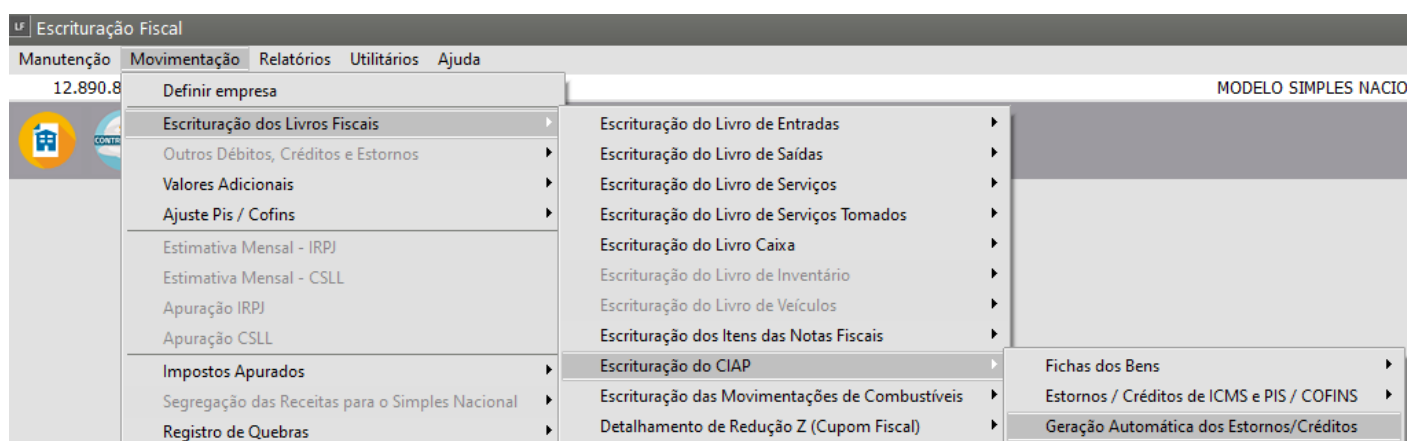 LF Escrituração Fiscal
Manutenção Movimentação Relatórios Utilitários Ajuda
12.890.8 MODELO SIMPLES NACIO
Definir empresa
Escrituração dos Livros Fiscais
Outros Débitos, Créditos e Estornos
Valores Adicionais
Ajuste Pis / Cofins
Estimativa Mensal - IRPJ
Estimativa Mensal - CSLL
Apuração IRPJ
Apuração CSLL
Impostos Apurados
Segregação das Receitas para o Simples Nacional
Registro de Quebras
Escrituração do Livro de Entradas
Escrituração do Livro de Saídas
Escrituração do Livro de Serviços
Escrituração do Livro de Serviços Tomados
Escrituração do Livro Caixa
Escrituração do Livro de Inventário
Escrituração do Livro de Veículos
Escrituração dos Itens das Notas Fiscais
Escrituração do CIAP
Escrituração das Movimentações de Combustíveis
Detalhamento de Redução Z (Cupom Fiscal)
Fichas dos Bens
Estornos / Créditos de ICMS e PIS / COFINS
Geração Automática dos Estornos/Créditos